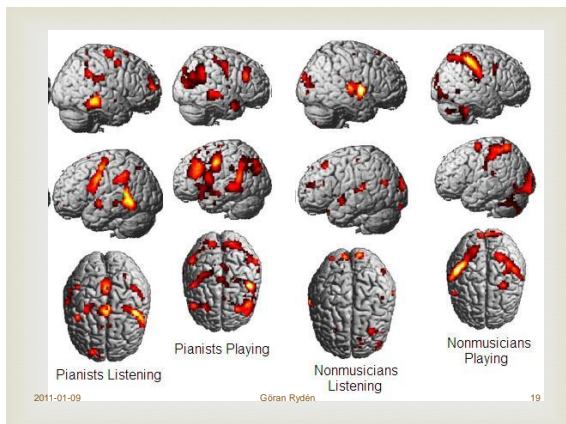 Pianists Listening
Pianists Playing
Nonmusicians
Listening
Nonmusicians
Playing
2011-01-09
Göran Rydén
19